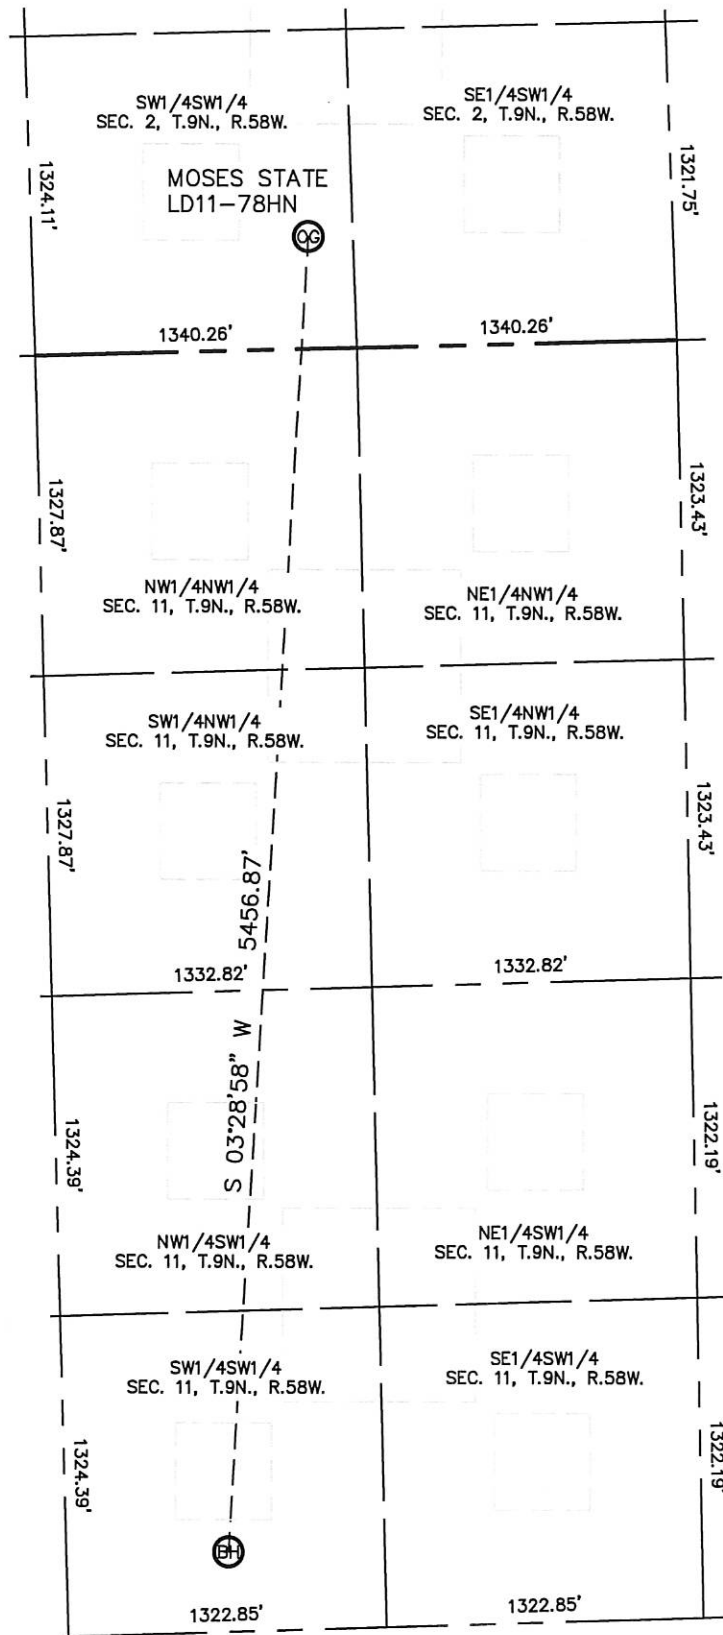 SW1/4SW1/4
SEC. 2, T.9N., R.58W.
SE1/4SW1/4
SEC. 2, T.9N., R.58W.
1324.11'
MOSES STATE
LD11-78HN
OG
1321.75'
1340.26'
1340.26'
1327.87'
1323.43'
NW1/4NW1/4
SEC. 11, T.9N., R.58W.
NE1/4NW1/4
SEC. 11, T.9N., R.58W.
SW1/4NW1/4
SEC. 11, T.9N., R.58W.
SE1/4NW1/4
SEC. 11, T.9N., R.58W.
1327.87'
1323.43'
S 03°28'58" W 5456.87'
1332.82'
1332.82'
1324.39'
1322.19'
NW1/4SW1/4
SEC. 11, T.9N., R.58W.
NE1/4SW1/4
SEC. 11, T.9N., R.58W.
SW1/4SW1/4
SEC. 11, T.9N., R.58W.
SE1/4SW1/4
SEC. 11, T.9N., R.58W.
1324.39'
1322.19'
BH
1322.85'
1322.85'